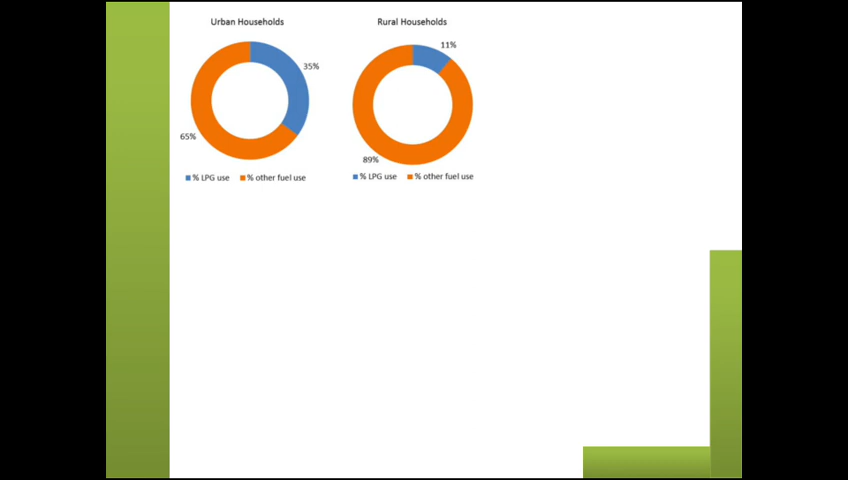 Urban Households
35%
65%
% LPG use % other fuel use
Rural Households
11%
89%
% LPG use % other fuel use